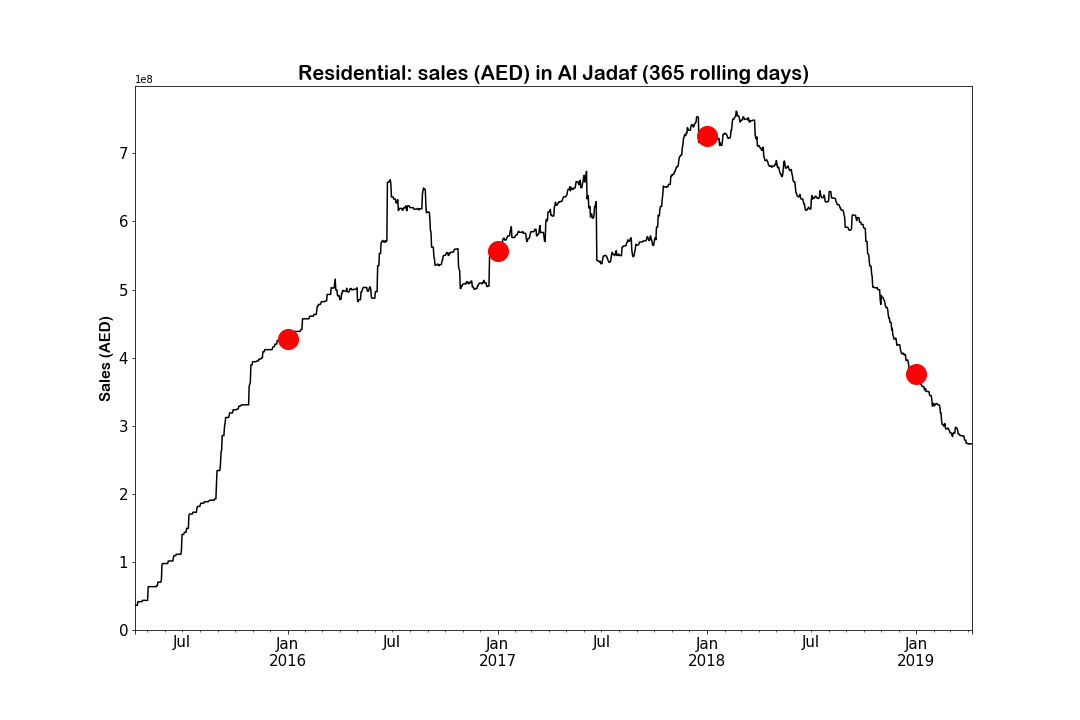 Residential: sales (AED) in Al Jadaf (365 rolling days)
1e8
Sales (AED)
7
6
5
4
3
2
1
0
Jul
Jan
2016
Jul
Jan
2017
Jul
Jan
2018
Jul
Jan
2019